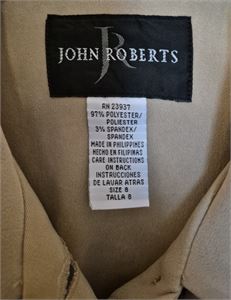 JR
JOHN ROBERTS
RN 23937
97% POLYESTER/
POLIESTER
3% SPANDEX/
SPANDEX
MADE IN PHILIPPINES
HECHO EN FILIPINAS
CARE INSTRUCTIONS
ON BACK
INSTRUCCIONES
DE LAVAR ATRAS
SIZE 8
TALLA 8